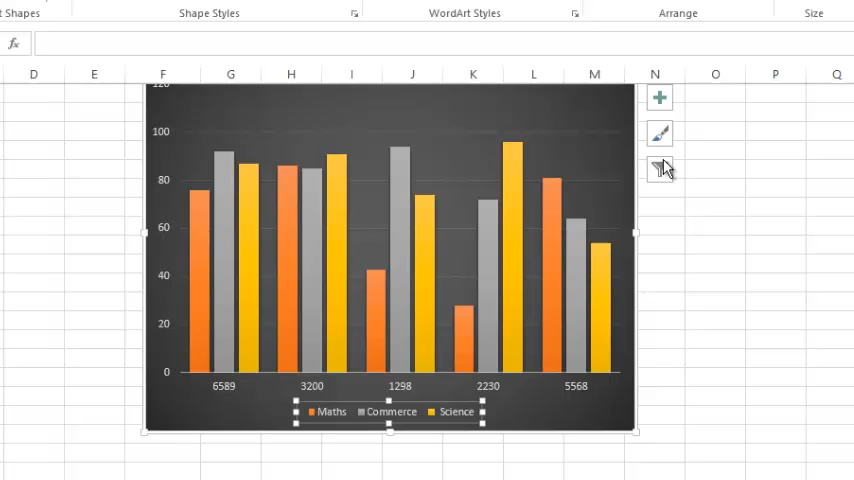 t Shapes Shape Styles WordArt Styles Arrange Size
fx
D E F G H I J K L M N O P Q
120
100
80
60
40
20
0
6589 3200 1298 2230 5568
Maths Commerce Science